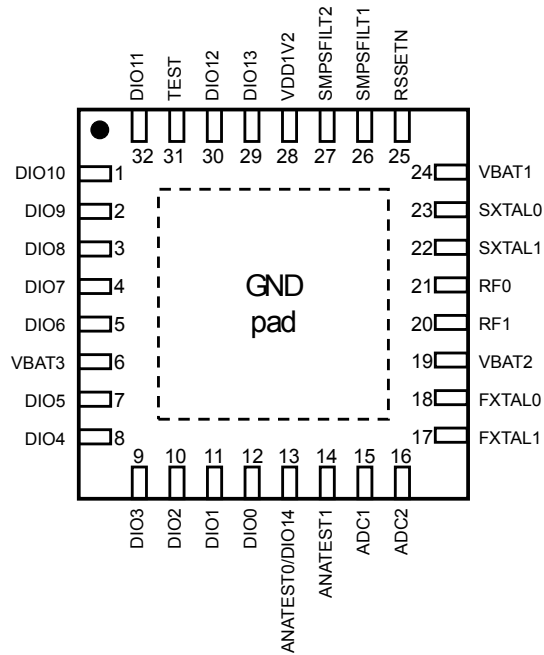 DIO11
TEST
DIO12
DIO13
VDD1V2
SMPSFILT2
SMPSFILT1
RSSETN
32
31
30
29
28
27
26
25
DIO10 1
DIO9 2
DIO8 3
DIO7 4
DIO6 5
VBAT3 6
DIO5 7
DIO4 8
GND
pad
24 VBAT1
23 SXTAL0
22 SXTAL1
21 RF0
20 RF1
19 VBAT2
18 FXTAL0
17 FXTAL1
9
10
11
12
13
14
15
16
DIO3
DIO2
DIO1
DIO0
ANATEST0/DIO14
ANATEST1
ADC1
ADC2